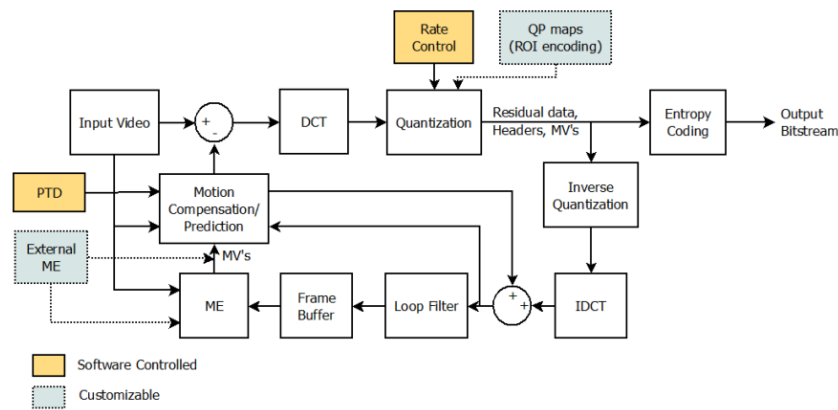 Rate
Control
QP maps
(ROI encoding)
Input Video
+
-
DCT
Quantization
Residual data,
Headers, MV's
Entropy
Coding
Output
Bitstream
PTD
Motion
Compensation/
Prediction
Inverse
Quantization
External
ME
MV's
ME
Frame
Buffer
Loop Filter
+
+
IDCT
Software Controlled
Customizable